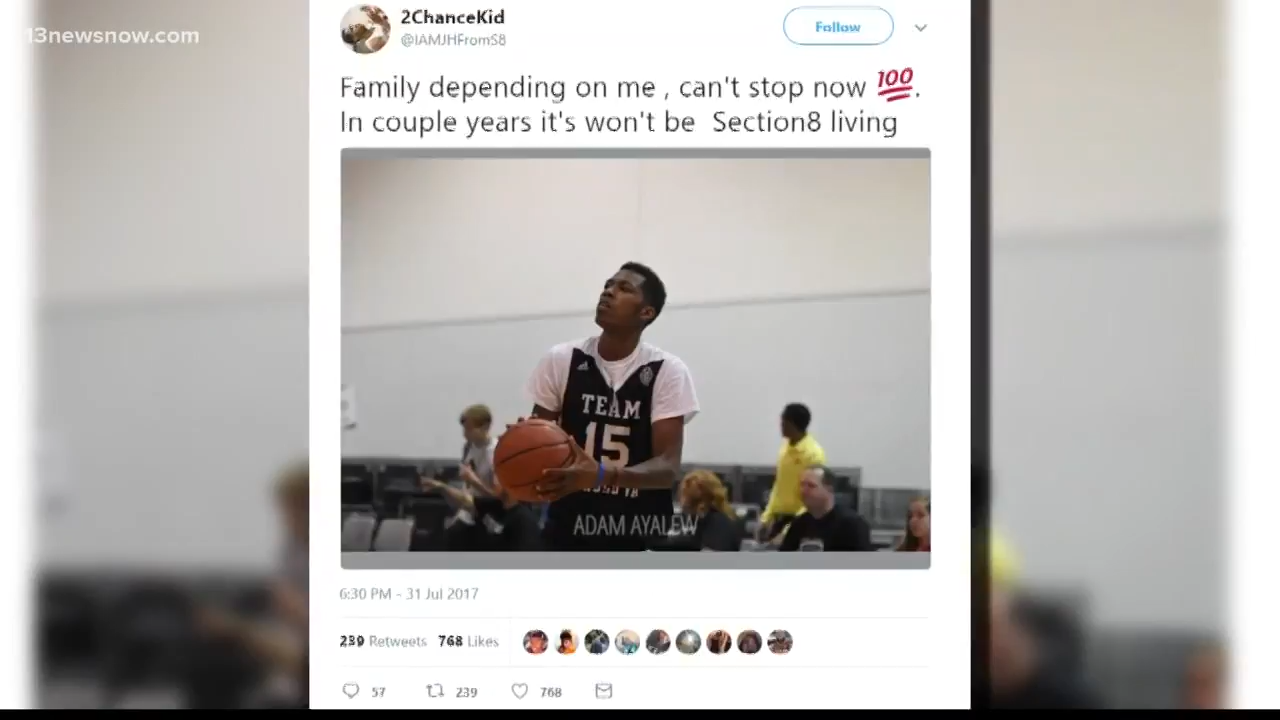 13newsnow.com
2ChanceKid
@IAMJHFromS8
Follow
Family depending on me , can't stop now 💯.
In couple years it's won't be Section8 living
TEAM
15
ADAM AYALEW
6:30 PM - 31 Jul 2017
239 Retweets 768 Likes
57 239 768